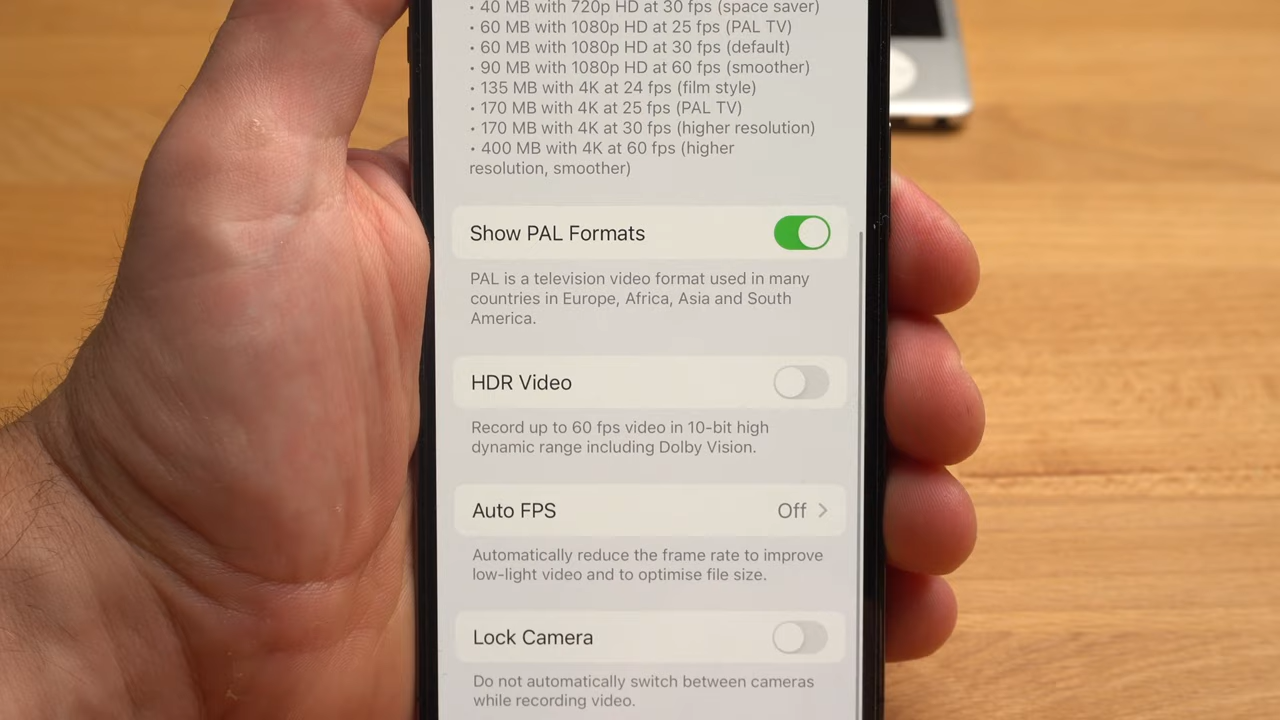 • 40 MB with 720p HD at 30 fps (space saver)
• 60 MB with 1080p HD at 25 fps (PAL TV)
• 60 MB with 1080p HD at 30 fps (default)
• 90 MB with 1080p HD at 60 fps (smoother)
• 135 MB with 4K at 24 fps (film style)
• 170 MB with 4K at 25 fps (PAL TV)
• 170 MB with 4K at 30 fps (higher resolution)
• 400 MB with 4K at 60 fps (higher
resolution, smoother)
Show PAL Formats
PAL is a television video format used in many
countries in Europe, Africa, Asia and South
America.
HDR Video
Record up to 60 fps video in 10-bit high
dynamic range including Dolby Vision.
Auto FPS Off
Automatically reduce the frame rate to improve
low-light video and to optimise file size.
Lock Camera
Do not automatically switch between cameras
while recording video.